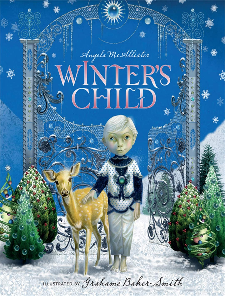 Angela McAllister
WINTER'S
CHILD
ILLUSTRATED BY Grahame Baker-Smith